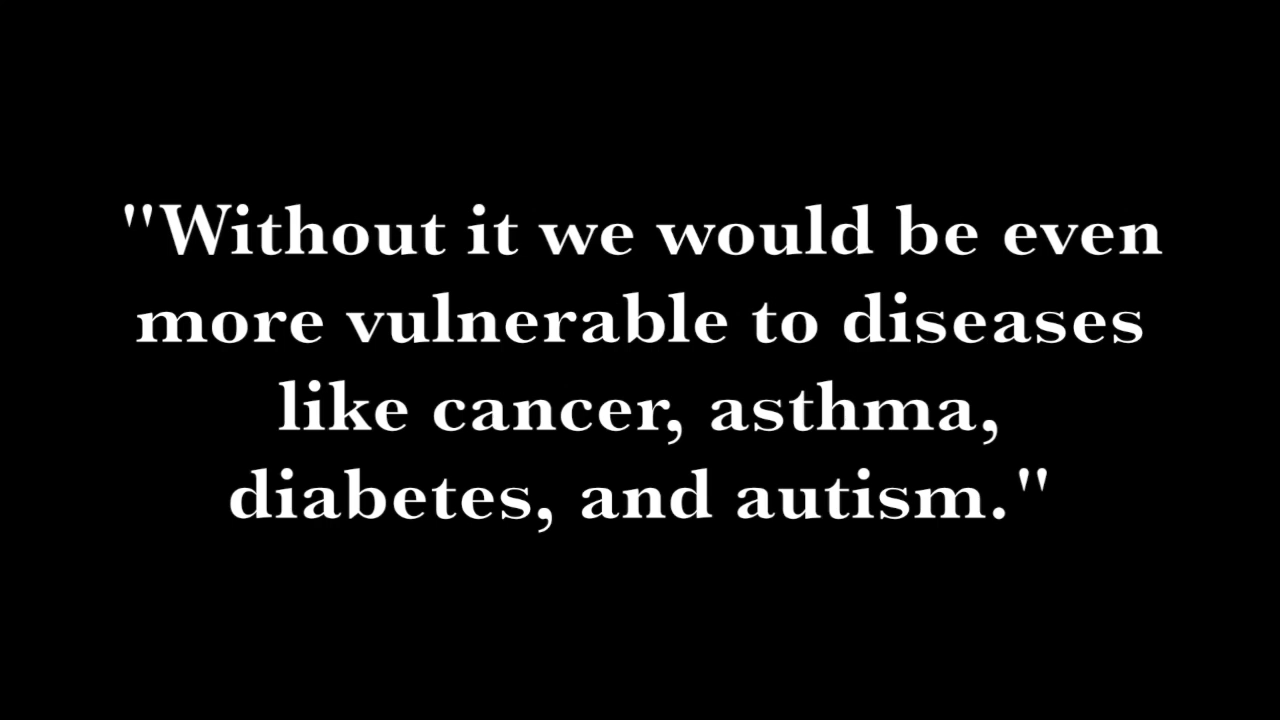 "Without it we would be even
more vulnerable to diseases
like cancer, asthma,
diabetes, and autism."